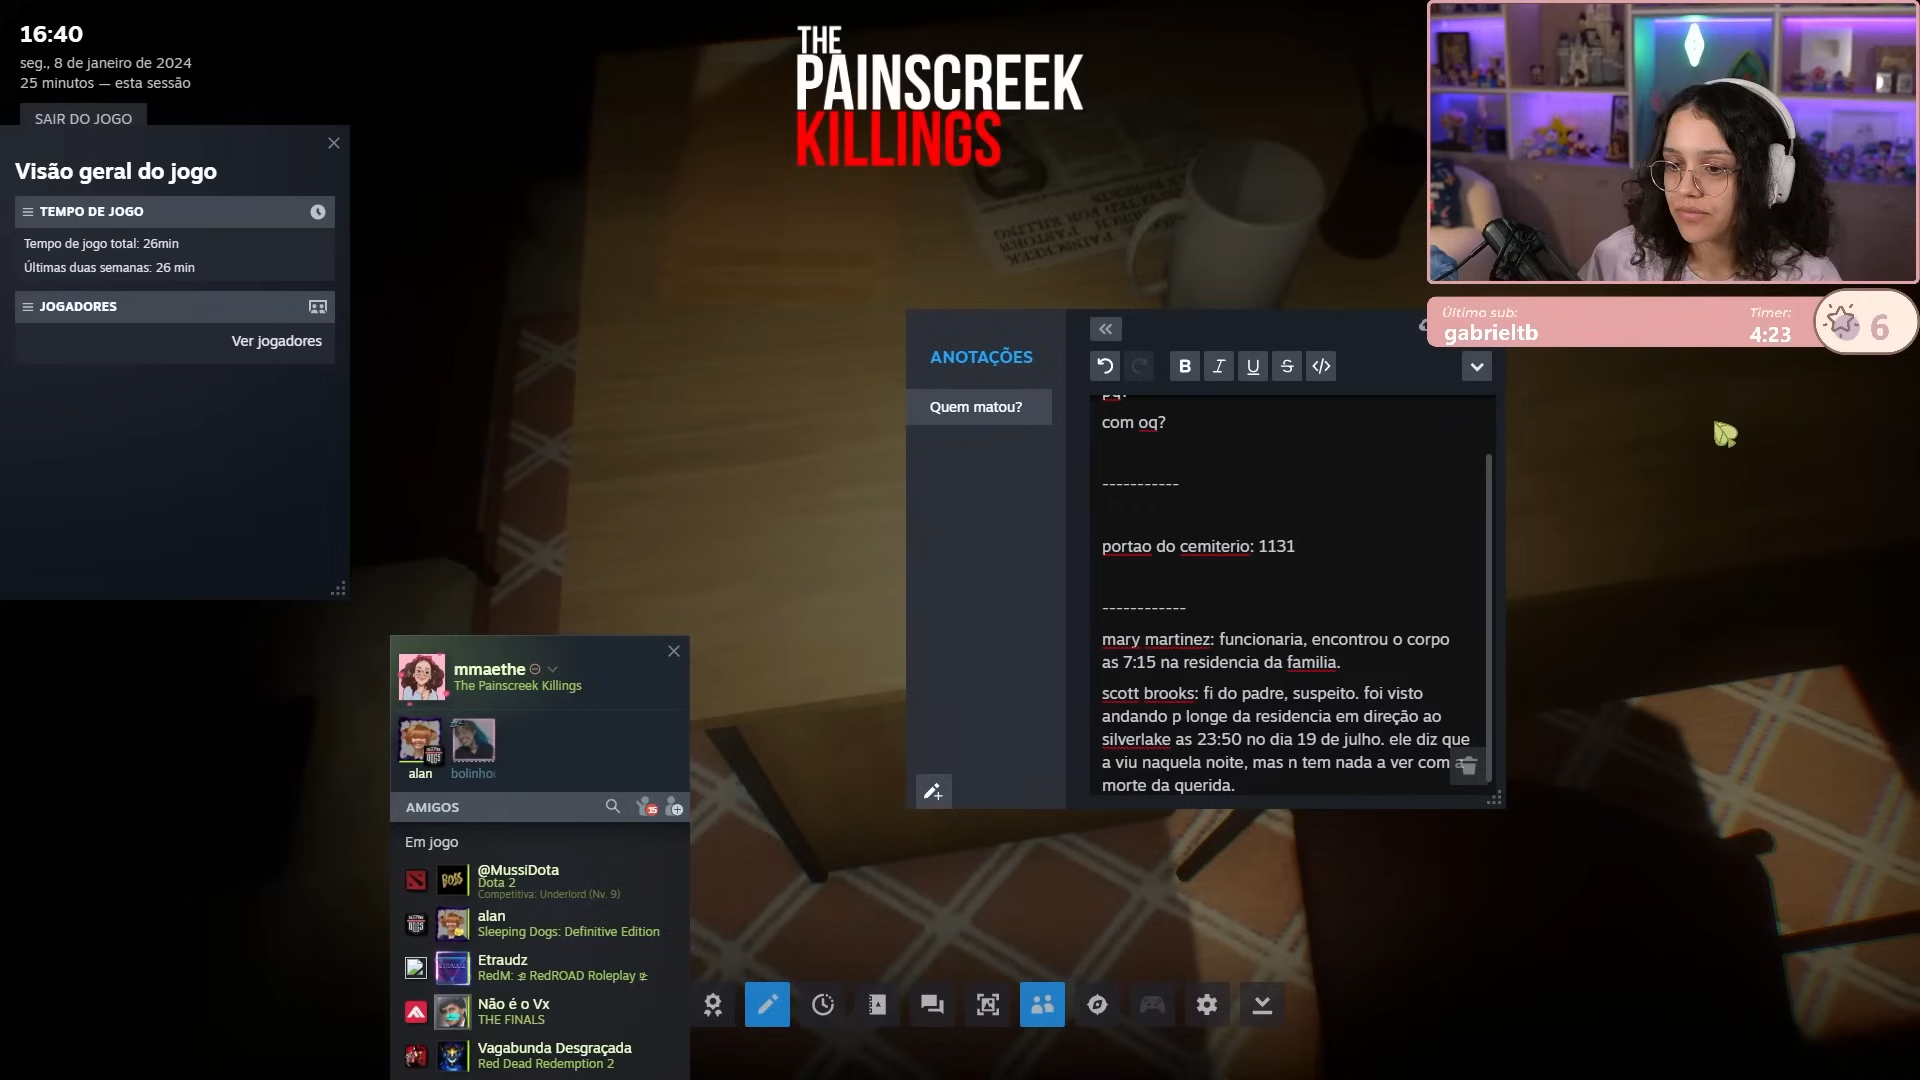 16:40
seg., 8 de janeiro de 2024
25 minutos — esta sessão
SAIR DO JOGO
Visão geral do jogo
TEMPO DE JOGO
Tempo de jogo total: 26min
Últimas duas semanas: 26 min
JOGADORES
Ver jogadores
THE
PAINSCREEK
KILLINGS
Último sub:
gabrieltb
Timer:
4:23
6
ANOTAÇÕES
Quem matou?
B I U S </>
pq?
com oq?
-----------
portao do cemiterio: 1131
------------
mary martinez: funcionaria, encontrou o corpo
as 7:15 na residencia da familia.
scott brooks: fi do padre, suspeito. foi visto
andando p longe da residencia em direção ao
silverlake as 23:50 no dia 19 de julho. ele diz que
a viu naquela noite, mas n tem nada a ver com a
morte da querida.
mmaethe
The Painscreek Killings
alan
bolinho
AMIGOS
15
Em jogo
BOSS
@MussiDota
Dota 2
Competitiva: Underlord (Nv. 9)
alan
Sleeping Dogs: Definitive Edition
Etraudz
RedM: RedROAD Roleplay
Não é o Vx
THE FINALS
Vagabunda Desgraçada
Red Dead Redemption 2